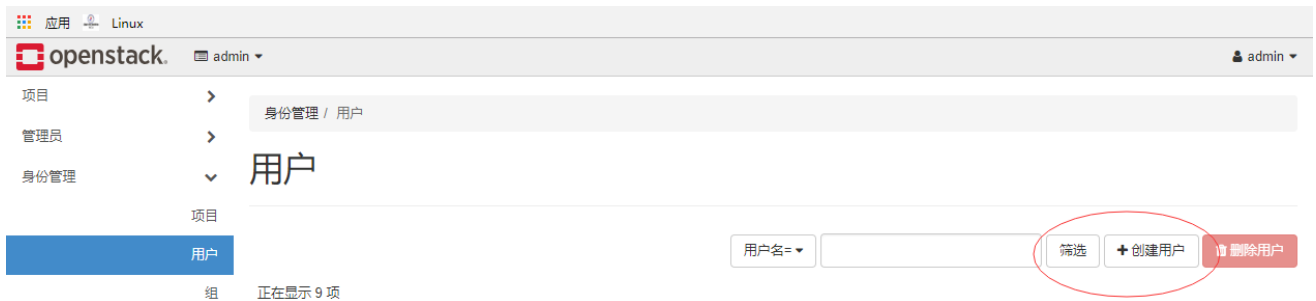 应用 Linux
openstack. admin admin
项目
管理员
身份管理
项目
用户
组
身份管理 / 用户
用户
用户名= 筛选 创建用户 删除用户
正在显示 9 项